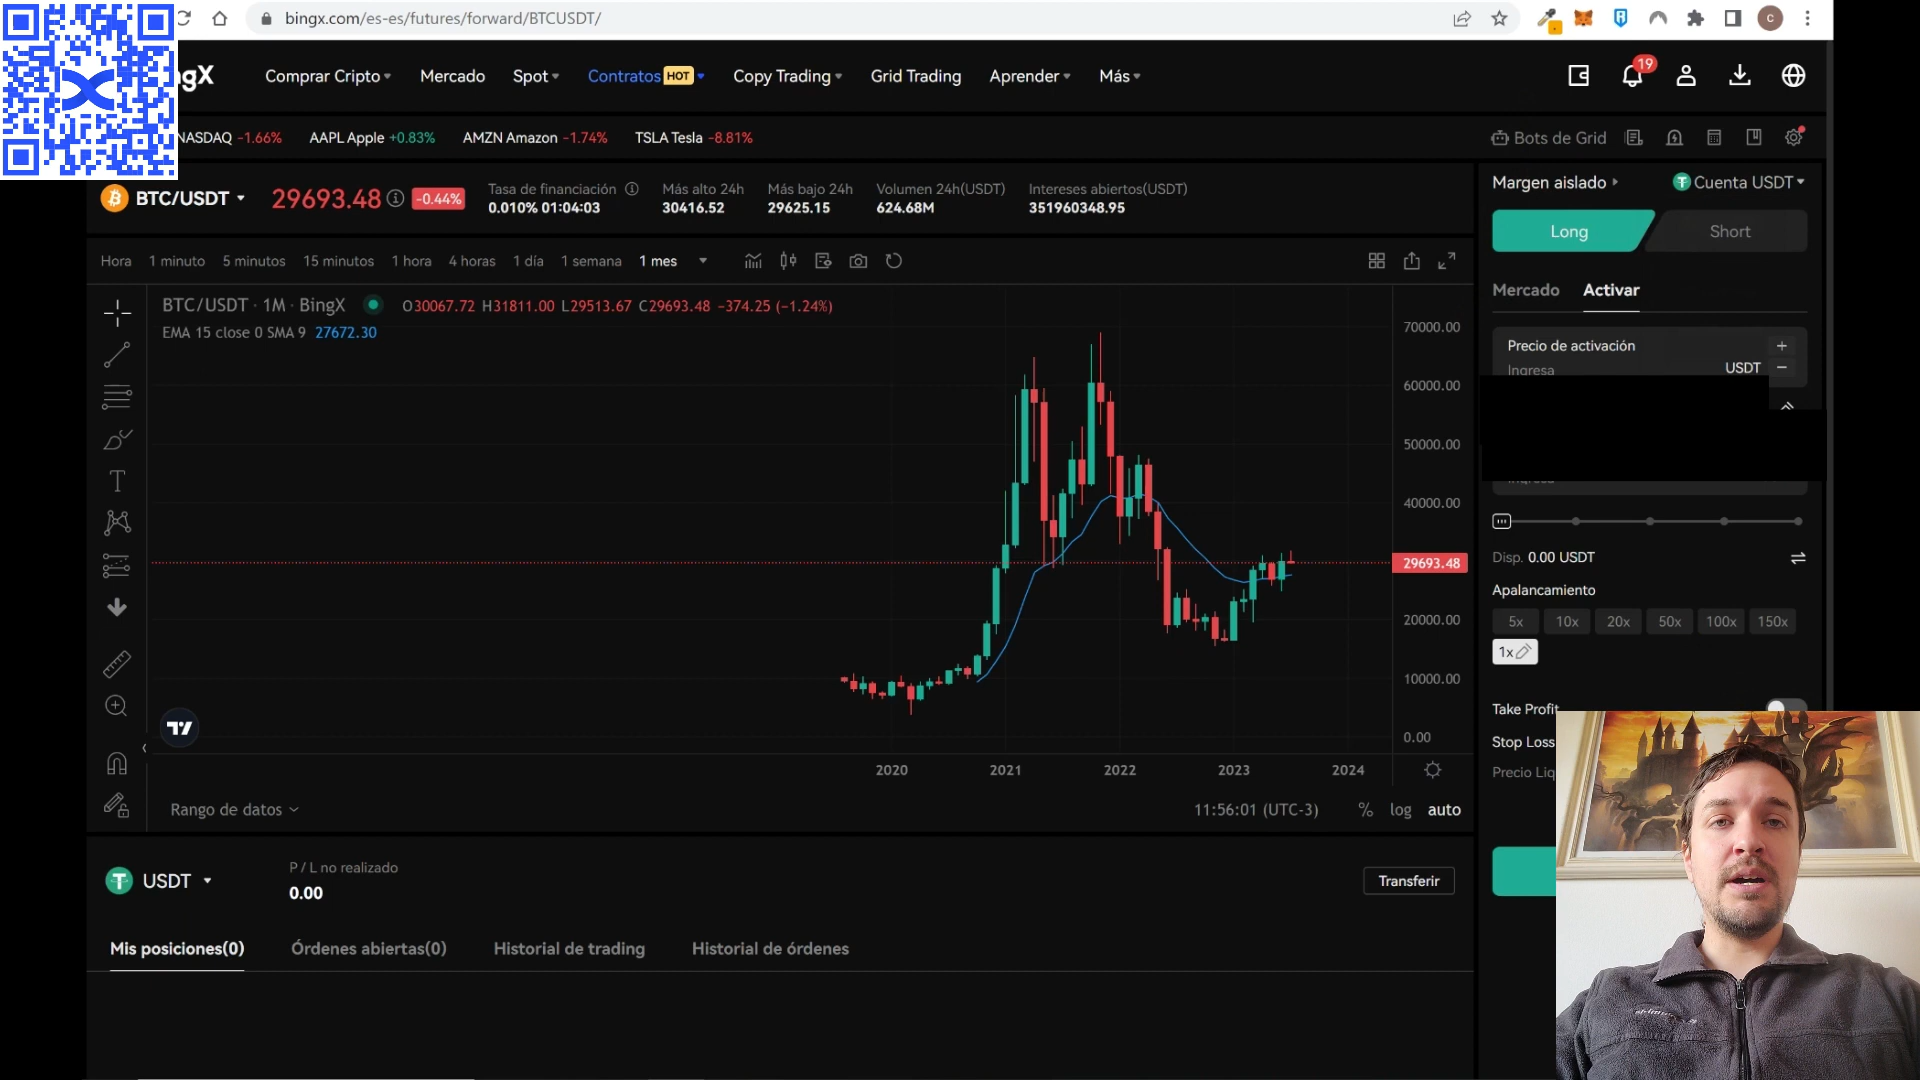 bingx.com/es-es/futures/forward/BTCUSDT/
C
ngX
Comprar Cripto
Mercado
Spot
Contratos HOT
Copy Trading
Grid Trading
Aprender
Más
19
NASDAQ -1.66%
AAPL Apple +0.83%
AMZN Amazon -1.74%
TSLA Tesla -8.81%
Bots de Grid
BTC/USDT
29693.48
-0.44%
Tasa de financiación
0.010% 01:04:03
Más alto 24h
30416.52
Más bajo 24h
29625.15
Volumen 24h(USDT)
624.68M
Intereses abiertos(USDT)
351960348.95
Margen aislado
Cuenta USDT
Long
Short
Hora 1 minuto 5 minutos 15 minutos 1 hora 4 horas 1 día 1 semana 1 mes
BTC/USDT · 1M · BingX
O30067.72 H31811.00 L29513.67 C29693.48 −374.25 (−1.24%)
EMA 15 close 0 SMA 9 27672.30
70000.00
60000.00
50000.00
40000.00
29693.48
20000.00
10000.00
0.00
2020
2021
2022
2023
2024
Rango de datos
11:56:01 (UTC-3)
%
log
auto
Mercado
Activar
Precio de activación
Ingresa
USDT
Disp. 0.00 USDT
Apalancamiento
5x
10x
20x
50x
100x
150x
1x
Take Profit
Stop Loss
Precio Liq
USDT
P / L no realizado
0.00
Transferir
Mis posiciones(0)
Órdenes abiertas(0)
Historial de trading
Historial de órdenes